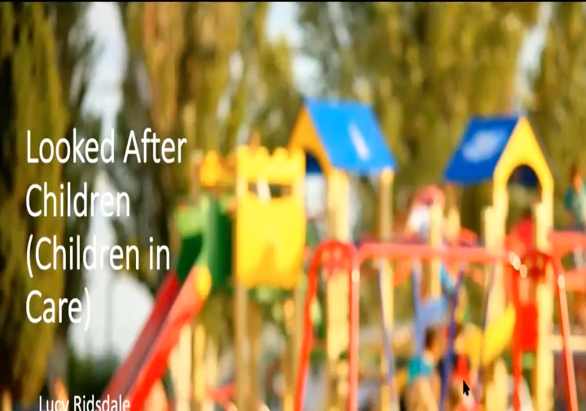 Looked After
Children
(Children in
Care)
Lucy Ridsdale